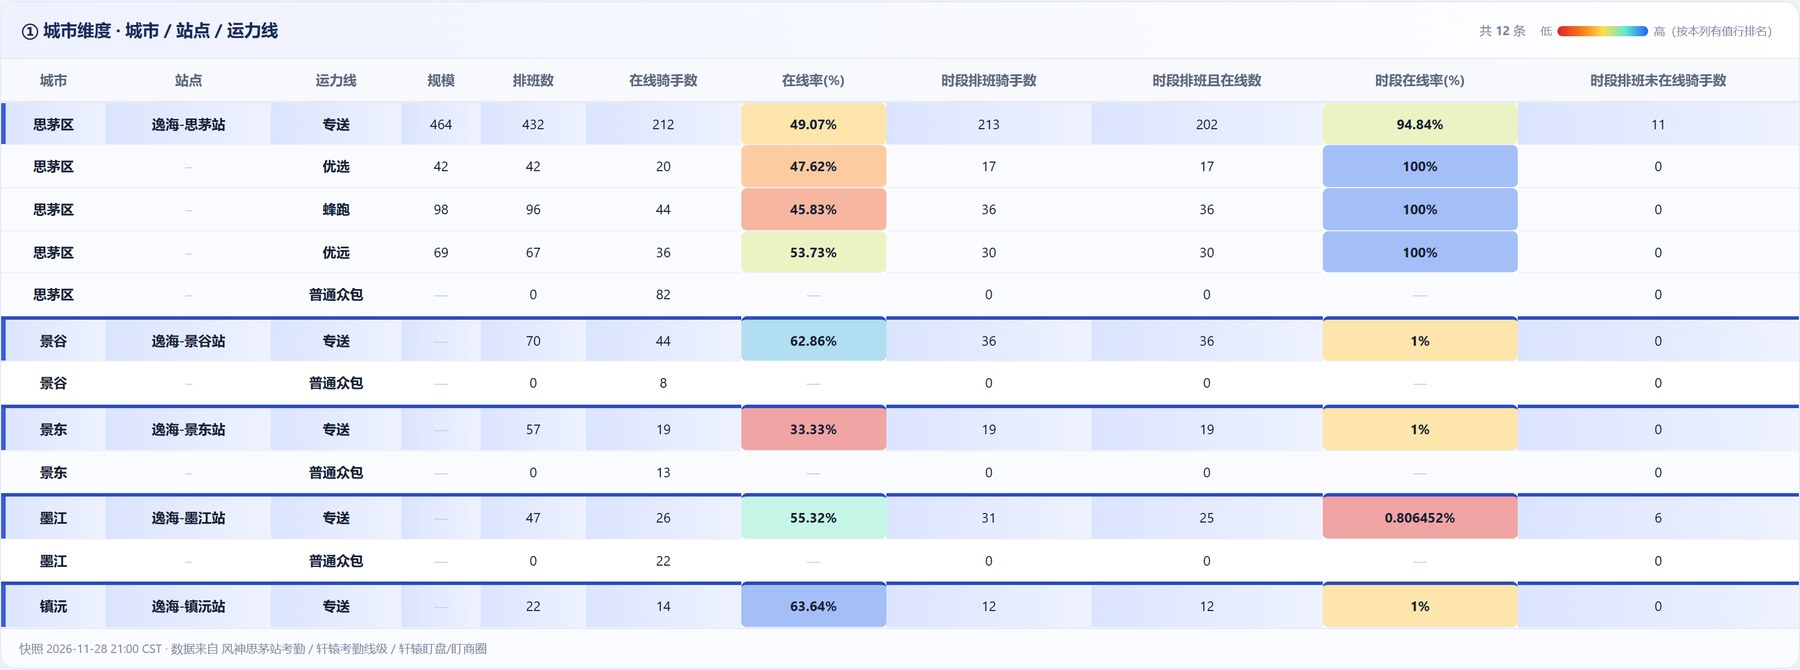 ① 城市维度 · 城市 / 站点 / 运力线 共 12 条 低 高 (按本列有值行排名)
城市 站点 运力线 规模 排班数 在线骑手数 在线率(%) 时段排班骑手数 时段排班且在线数 时段在线率(%) 时段排班未在线骑手数
思茅区 逸海-思茅站 专送 464 432 212 49.07% 213 202 94.84% 11
思茅区 – 优选 42 42 20 47.62% 17 17 100% 0
思茅区 – 蜂跑 98 96 44 45.83% 36 36 100% 0
思茅区 – 优远 69 67 36 53.73% 30 30 100% 0
思茅区 – 普通众包 — 0 82 — 0 0 — 0
景谷 逸海-景谷站 专送 — 70 44 62.86% 36 36 1% 0
景谷 – 普通众包 — 0 8 — 0 0 — 0
景东 逸海-景东站 专送 — 57 19 33.33% 19 19 1% 0
景东 – 普通众包 — 0 13 — 0 0 — 0
墨江 逸海-墨江站 专送 — 47 26 55.32% 31 25 0.806452% 6
墨江 – 普通众包 — 0 22 — 0 0 — 0
镇沅 逸海-镇沅站 专送 — 22 14 63.64% 12 12 1% 0
快照 2026-11-28 21:00 CST · 数据来自 风神思茅站考勤 / 轩辕考勤线级 / 轩辕盯盘/盯商圈